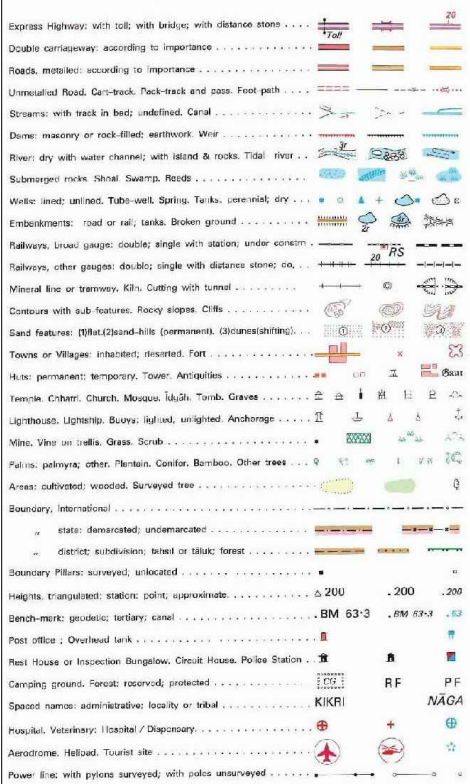 20
Express Highway: with toll; with bridge; with distance stone
Toll
Double carriageway: according to importance
Roads, metalled: according to importance
Unmetalled Road. Cart-track. Pack-track and pass. Foot-path
Streams: with track in bed; undefined. Canal
Dams: masonry or rock-filled; earthwork. Weir
River: dry with water channel; with island & rocks. Tidal river
3r
Submerged rocks. Shoal. Swamp. Reeds
Wells: lined; unlined. Tube-well. Spring. Tanks. perennial; dry
Embankments: road or rail; tanks. Broken ground
2r
6r
Railways, broad gauge: double; single with station; under constrn
RS
20
Railways, other gauges: double; single with distance stone; do,
Mineral line or tramway. Kiln. Cutting with tunnel
Contours with sub-features. Rocky slopes. Cliffs
Sand features: (1)flat.(2)sand-hills (permanent). (3)dunes(shifting).
1 2 3
Towns or Villages: inhabited; deserted. Fort
Huts: permanent; temporary. Tower. Antiquities
Temple. Chhatri. Church. Mosque. Īdgāh. Tomb. Graves
Lighthouse. Lightship. Buoys: lighted, unlighted. Anchorage
Mine. Vine on trellis. Grass. Scrub
Palms: palmyra; other. Plantain. Conifer. Bamboo. Other trees
Areas: cultivated; wooded. Surveyed tree
Boundary, International
„ state: demarcated; undemarcated
„ district; subdivision; tahsil or tāluk; forest
Boundary Pillars: surveyed; unlocated
Heights, triangulated: station; point; approximate. 200 .200 .200
Bench-mark: geodetic; tertiary; canal .BM 63·3 .BM 63·3 .63
Post office ; Overhead tank
Rest House or Inspection Bungalow. Circuit House. Police Station
Camping ground. Forest: reserved; protected CG RF PF
Spaced names: administrative; locality or tribal KIKRI NĀGA
Hospital. Veterinary: Hospital / Dispensary.
Aerodrome. Helipad. Tourist site
Power line: with pylons surveyed; with poles unsurveyed